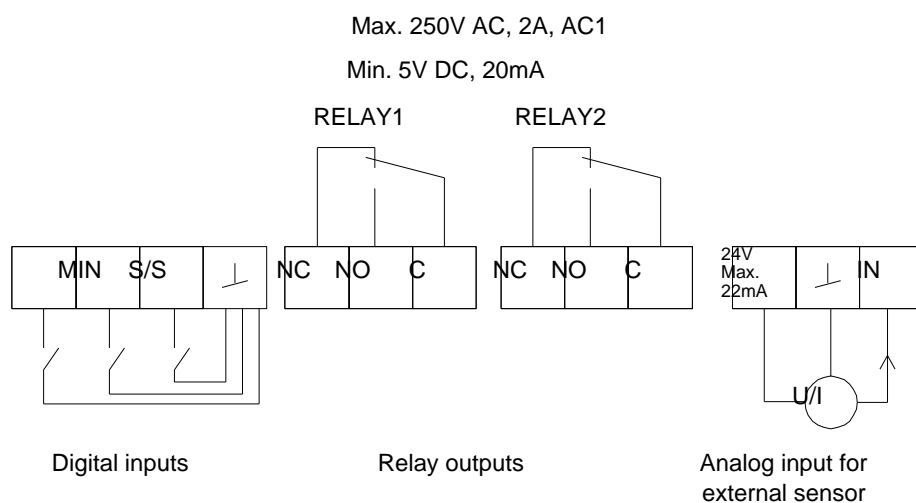 Max. 250V AC, 2A, AC1
Min. 5V DC, 20mA
RELAY1 RELAY2
MIN S/S NC NO C NC NO C 24V Max. 22mA IN
U/I
Digital inputs Relay outputs Analog input for external sensor